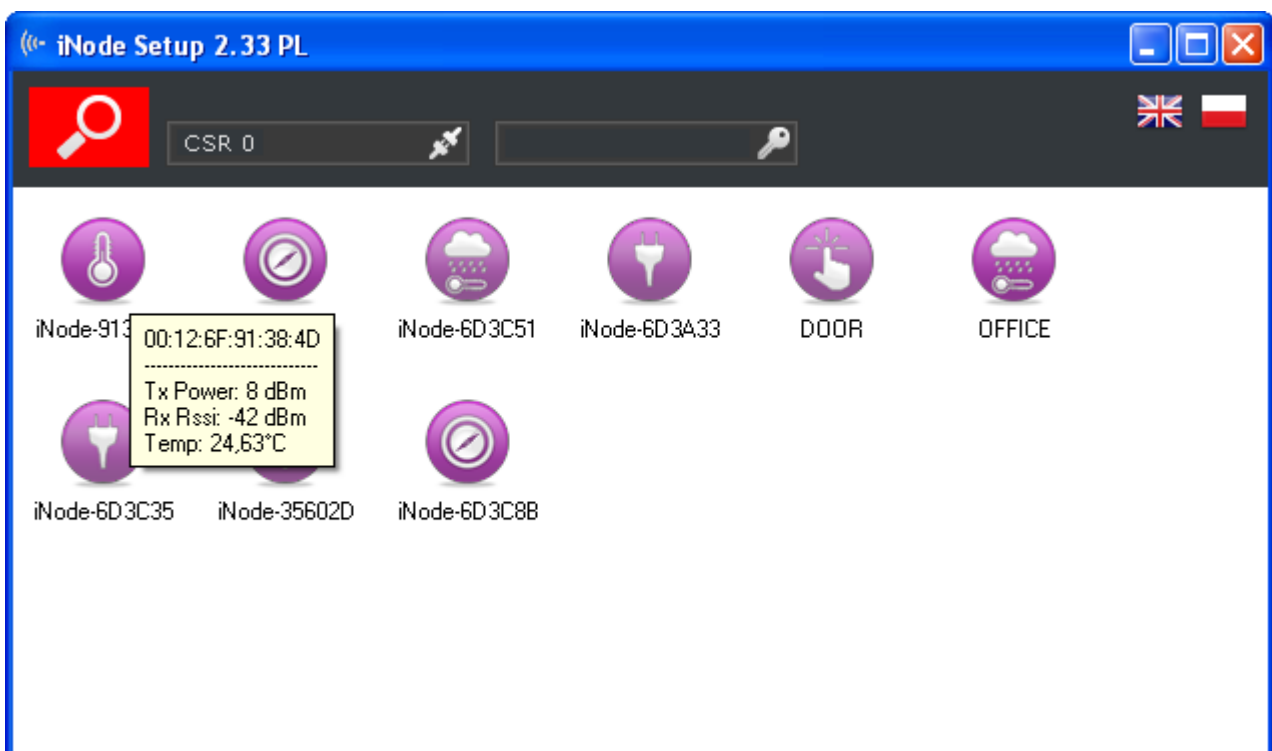 iNode Setup 2.33 PL
CSR 0
iNode-913
iNode-6D3C51
iNode-6D3A33
DOOR
OFFICE
00:12:6F:91:38:4D
-----------------------------
Tx Power: 8 dBm
Rx Rssi: -42 dBm
Temp: 24,63°C
iNode-6D3C35
iNode-35602D
iNode-6D3C8B